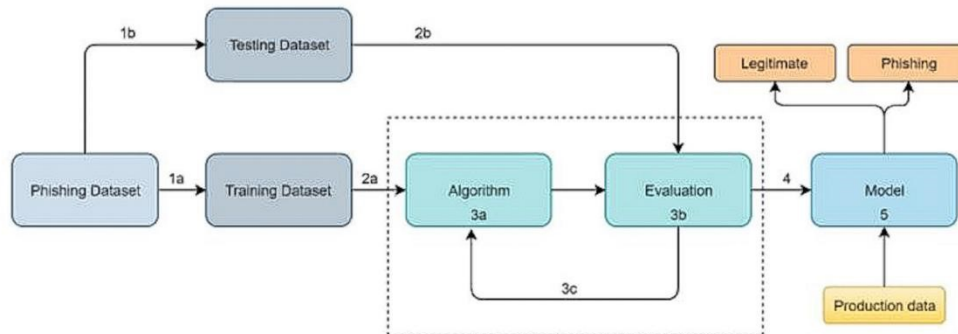 1b
Testing Dataset
2b
Legitimate
Phishing
Phishing Dataset
1a
Training Dataset
2a
Algorithm
3a
Evaluation
3b
4
Model
5
3c
Production data